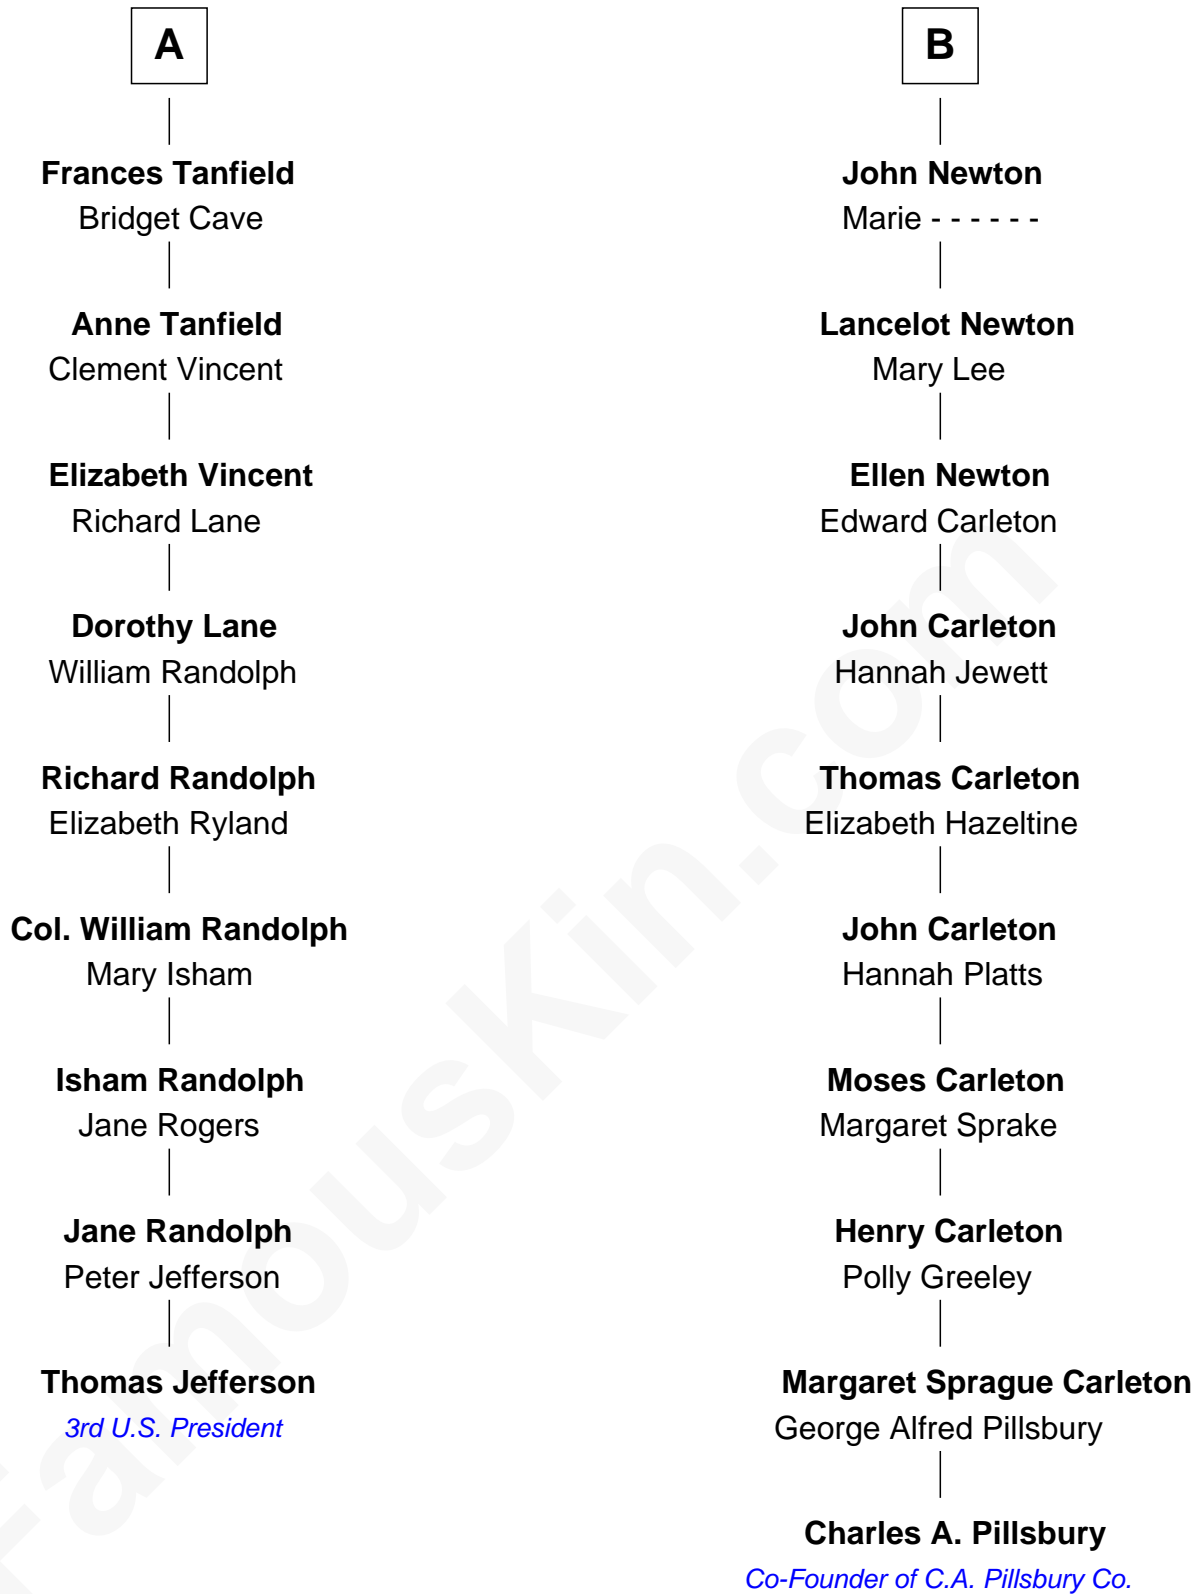 A
Frances Tanfield
Bridget Cave
Anne Tanfield
Clement Vincent
Elizabeth Vincent
Richard Lane
Dorothy Lane
William Randolph
Richard Randolph
Elizabeth Ryland
Col. William Randolph
Mary Isham
Isham Randolph
Jane Rogers
Jane Randolph
Peter Jefferson
Thomas Jefferson
3rd U.S. President
B
John Newton
Marie - - - - - -
Lancelot Newton
Mary Lee
Ellen Newton
Edward Carleton
John Carleton
Hannah Jewett
Thomas Carleton
Elizabeth Hazeltine
John Carleton
Hannah Platts
Moses Carleton
Margaret Sprake
Henry Carleton
Polly Greeley
Margaret Sprague Carleton
George Alfred Pillsbury
Charles A. Pillsbury
Co-Founder of C.A. Pillsbury Co.
FamousKin.com